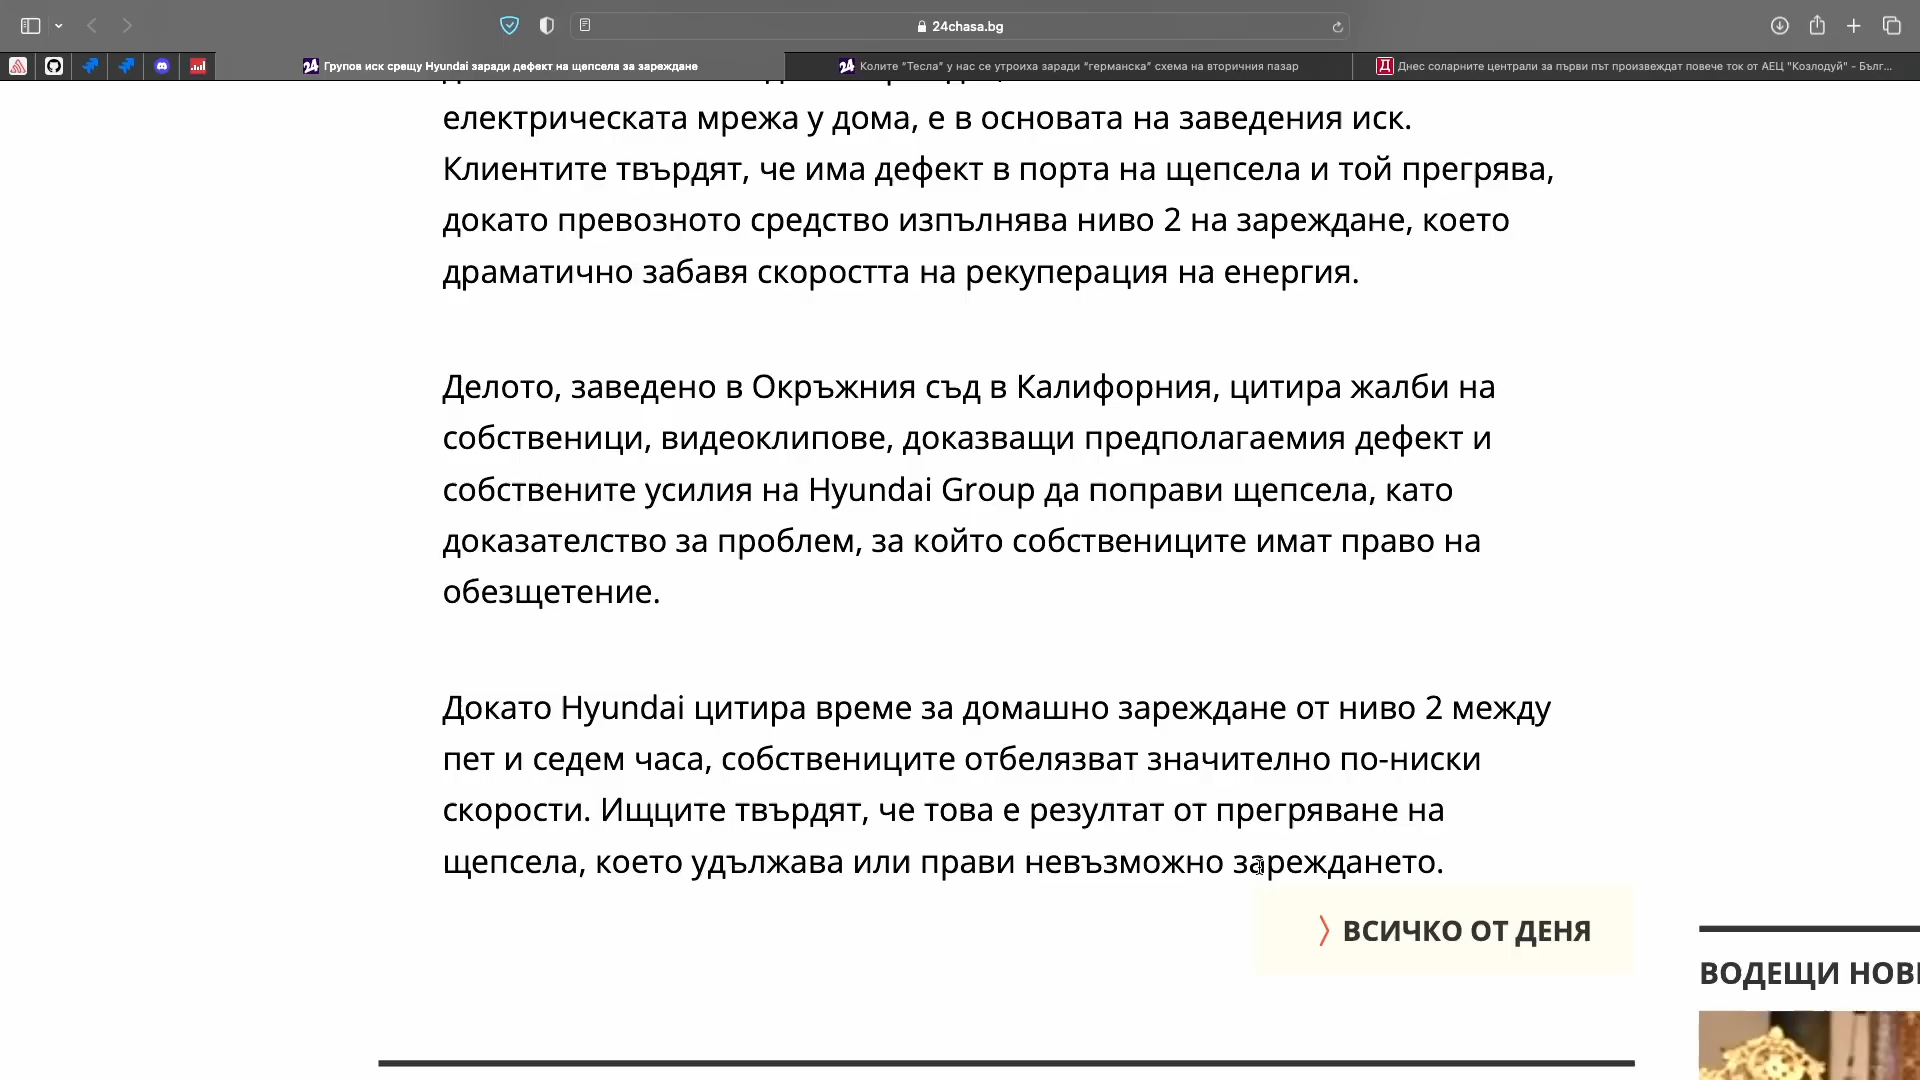 24chasa.bg
24 Групов иск срещу Hyundai заради дефект на щепсела за зареждане
24 Колите "Тесла" у нас се утроиха заради "германска" схема на вторичния пазар
Д Днес соларните централи за първи път произвеждат повече ток от АЕЦ "Козлодуй" - Бълг...
електрическата мрежа у дома, е в основата на заведения иск.
Клиентите твърдят, че има дефект в порта на щепсела и той прегрява,
докато превозното средство изпълнява ниво 2 на зареждане, което
драматично забавя скоростта на рекуперация на енергия.
Делото, заведено в Окръжния съд в Калифорния, цитира жалби на
собственици, видеоклипове, доказващи предполагаемия дефект и
собствените усилия на Hyundai Group да поправи щепсела, като
доказателство за проблем, за който собствениците имат право на
обезщетение.
Докато Hyundai цитира време за домашно зареждане от ниво 2 между
пет и седем часа, собствениците отбелязват значително по-ниски
скорости. Ищците твърдят, че това е резултат от прегряване на
щепсела, което удължава или прави невъзможно зареждането.
ВСИЧКО ОТ ДЕНЯ
ВОДЕЩИ НОВ